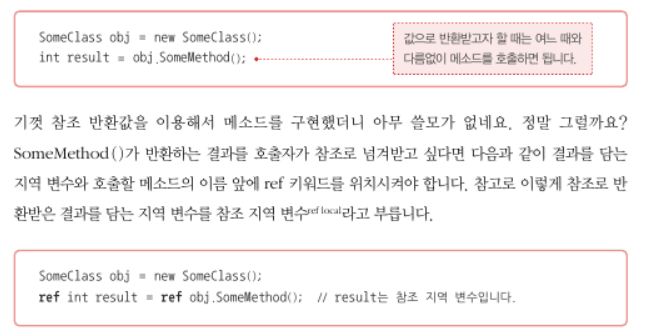 SomeClass obj = new SomeClass();
int result = obj.SomeMethod();
값으로 반환받고자 할 때는 여느 때와
다름없이 메소드를 호출하면 됩니다.
기껏 참조 반환값을 이용해서 메소드를 구현했더니 아무 쓸모가 없네요. 정말 그럴까요?
SomeMethod()가 반환하는 결과를 호출자가 참조로 넘겨받고 싶다면 다음과 같이 결과를 담는
지역 변수와 호출할 메소드의 이름 앞에 ref 키워드를 위치시켜야 합니다. 참고로 이렇게 참조로 반
환받은 결과를 담는 지역 변수를 참조 지역 변수ref local라고 부릅니다.
SomeClass obj = new SomeClass();
ref int result = ref obj.SomeMethod(); // result는 참조 지역 변수입니다.